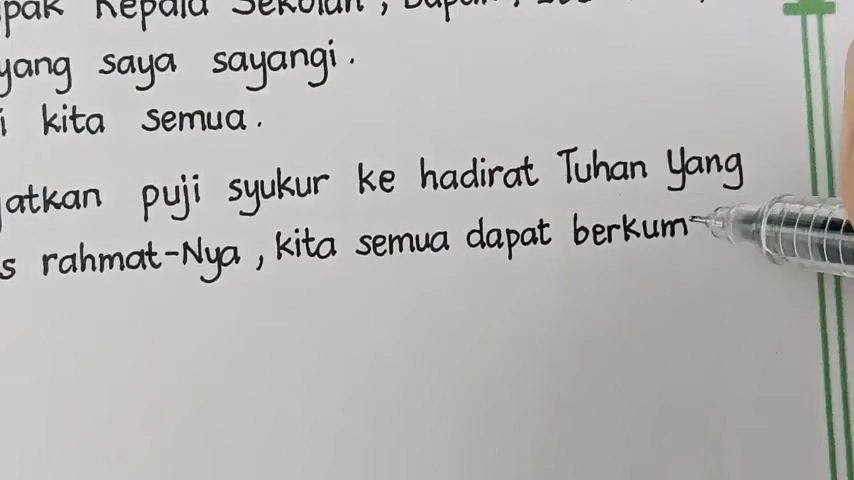 Kepala Sekolah,
yang saya sayangi.
kita semua.
atkan puji syukur ke hadirat Tuhan Yang
s rahmat-Nya, kita semua dapat berkum